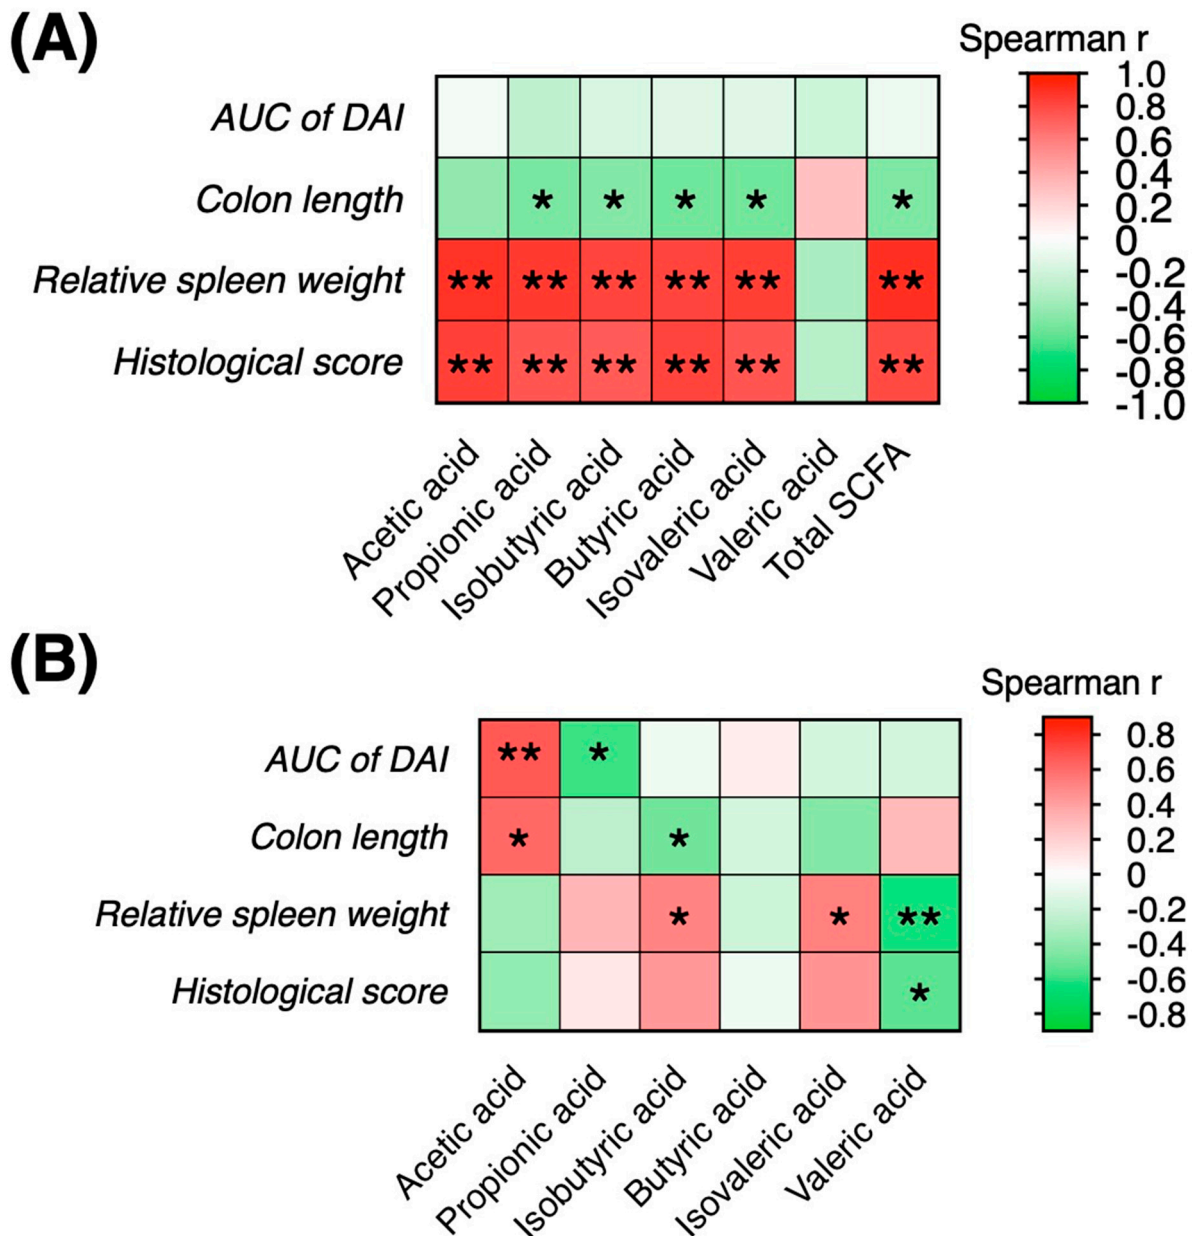 (A)
Spearman r
AUC of DAI
Colon length * * * * *
Relative spleen weight ** ** ** ** ** **
Histological score ** ** ** ** ** **
1.0
0.8
0.6
0.4
0.2
0
-0.2
-0.4
-0.6
-0.8
-1.0
Acetic acid
Propionic acid
Isobutyric acid
Butyric acid
Isovaleric acid
Valeric acid
Total SCFA
(B)
Spearman r
AUC of DAI ** *
Colon length * *
Relative spleen weight * * **
Histological score *
0.8
0.6
0.4
0.2
0
-0.2
-0.4
-0.6
-0.8
Acetic acid
Propionic acid
Isobutyric acid
Butyric acid
Isovaleric acid
Valeric acid